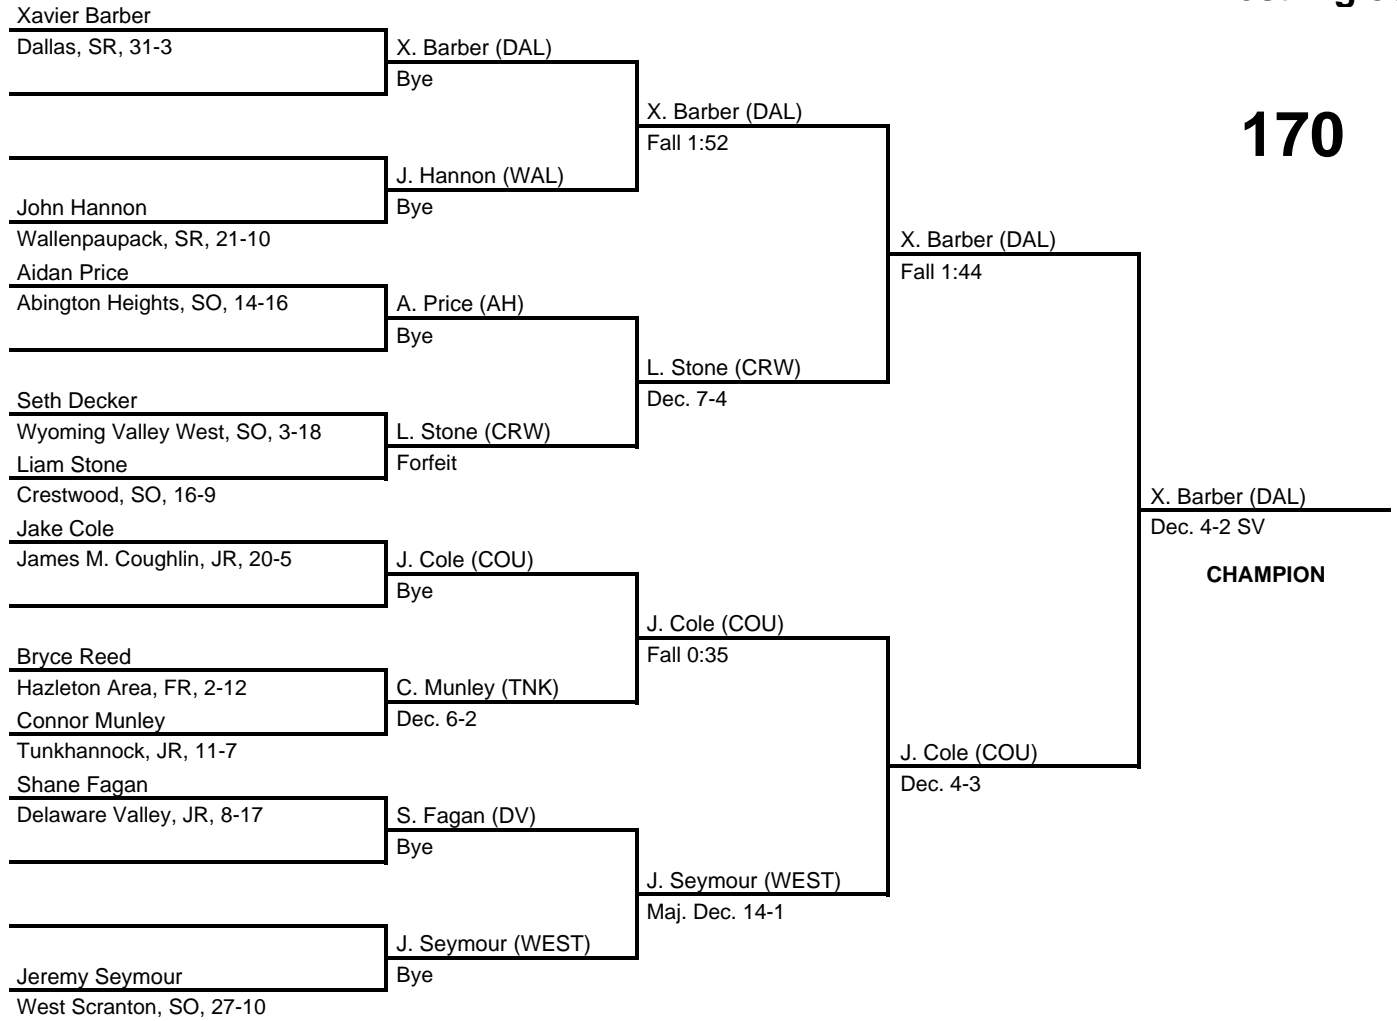 Xavier Barber
Dallas, SR, 31-3
X. Barber (DAL)
Bye
X. Barber (DAL)
Fall 1:52
170
J. Hannon (WAL)
Bye
John Hannon
Wallenpaupack, SR, 21-10
X. Barber (DAL)
Fall 1:44
Aidan Price
Abington Heights, SO, 14-16
A. Price (AH)
Bye
L. Stone (CRW)
Dec. 7-4
Seth Decker
Wyoming Valley West, SO, 3-18
L. Stone (CRW)
Forfeit
Liam Stone
Crestwood, SO, 16-9
X. Barber (DAL)
Dec. 4-2 SV
CHAMPION
Jake Cole
James M. Coughlin, JR, 20-5
J. Cole (COU)
Bye
J. Cole (COU)
Fall 0:35
Bryce Reed
Hazleton Area, FR, 2-12
C. Munley (TNK)
Dec. 6-2
Connor Munley
Tunkhannock, JR, 11-7
J. Cole (COU)
Dec. 4-3
Shane Fagan
Delaware Valley, JR, 8-17
S. Fagan (DV)
Bye
J. Seymour (WEST)
Maj. Dec. 14-1
J. Seymour (WEST)
Bye
Jeremy Seymour
West Scranton, SO, 27-10